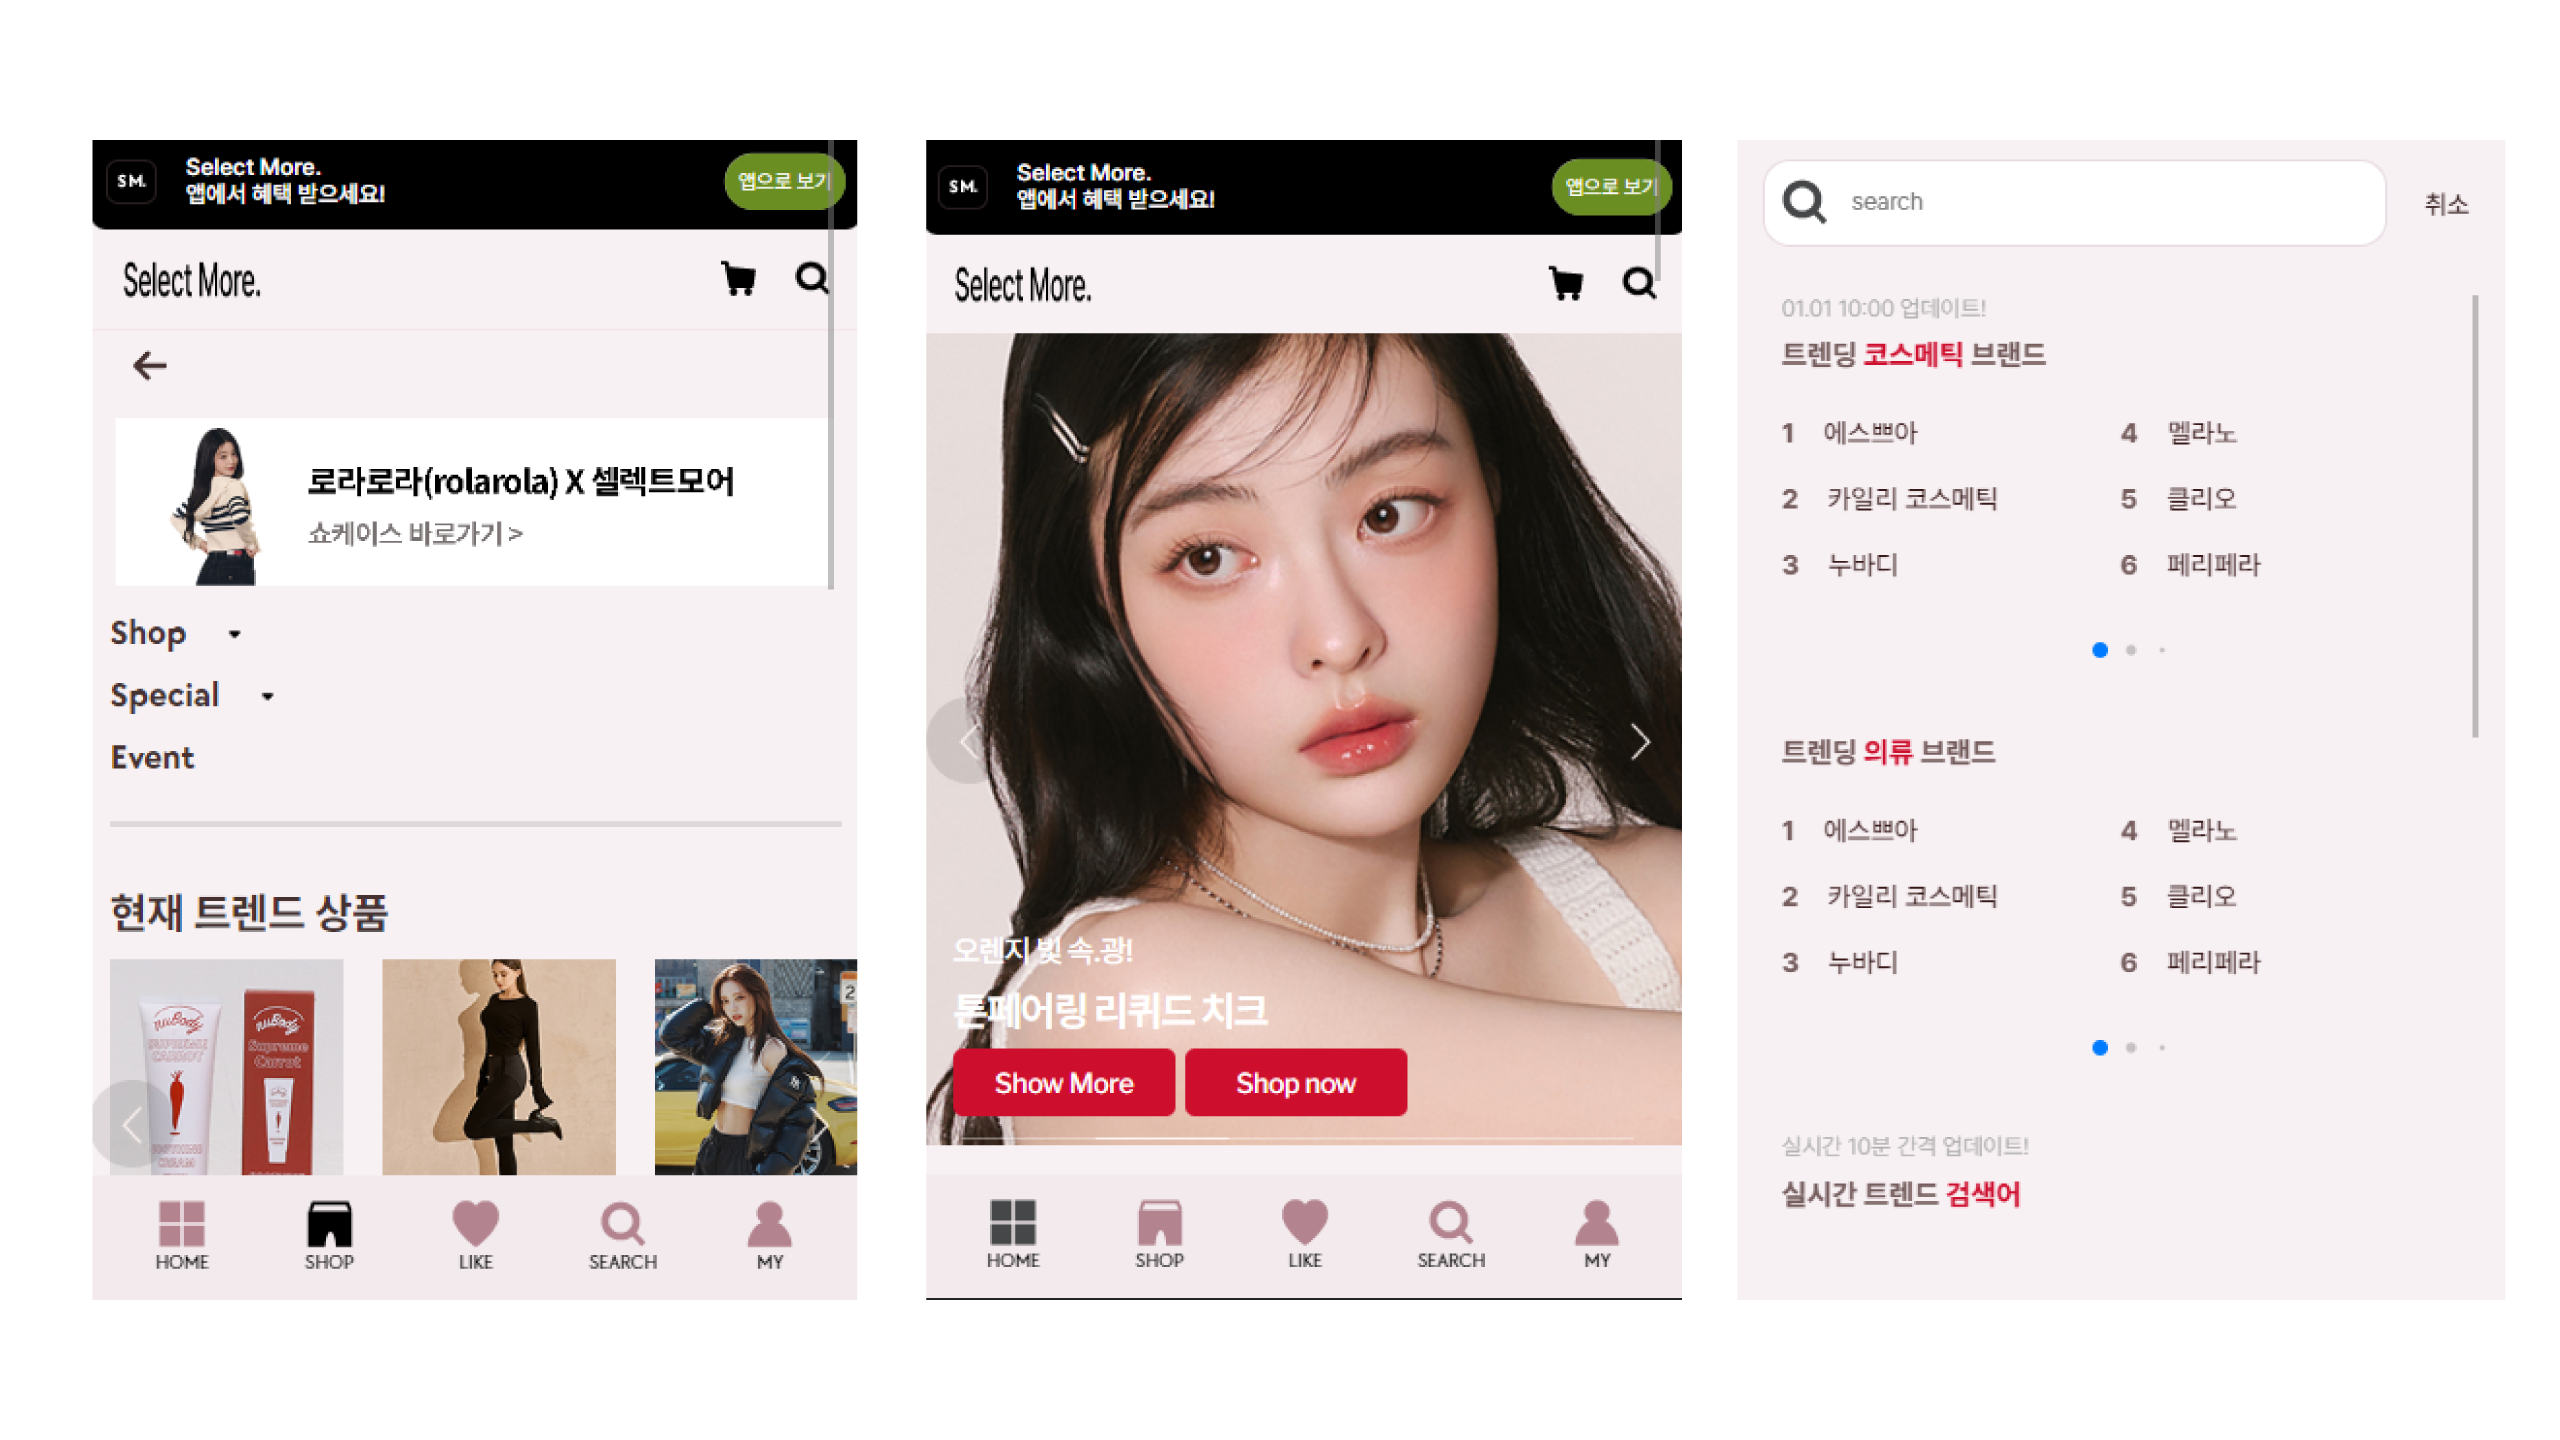 SM.
Select More.
앱에서 혜택 받으세요!
앱으로 보기
Select More.
로라로라(rolarola) X 셀렉트모어
쇼케이스 바로가기 >
Shop
Special
Event
현재 트렌드 상품
nuBody
SUPREME
CARROT
SOOTHING
CREAM
nuBody
Supreme
Carrot
2
HOME
SHOP
LIKE
SEARCH
MY
SM.
Select More.
앱에서 혜택 받으세요!
앱으로 보기
Select More.
오렌지 빛 속.광!
톤페어링 리퀴드 치크
Show More
Shop now
HOME
SHOP
LIKE
SEARCH
MY
search
취소
01.01 10:00 업데이트!
트렌딩 코스메틱 브랜드
1 에스쁘아
2 카일리 코스메틱
3 누바디
4 멜라노
5 클리오
6 페리페라
트렌딩 의류 브랜드
1 에스쁘아
2 카일리 코스메틱
3 누바디
4 멜라노
5 클리오
6 페리페라
실시간 10분 간격 업데이트!
실시간 트렌드 검색어